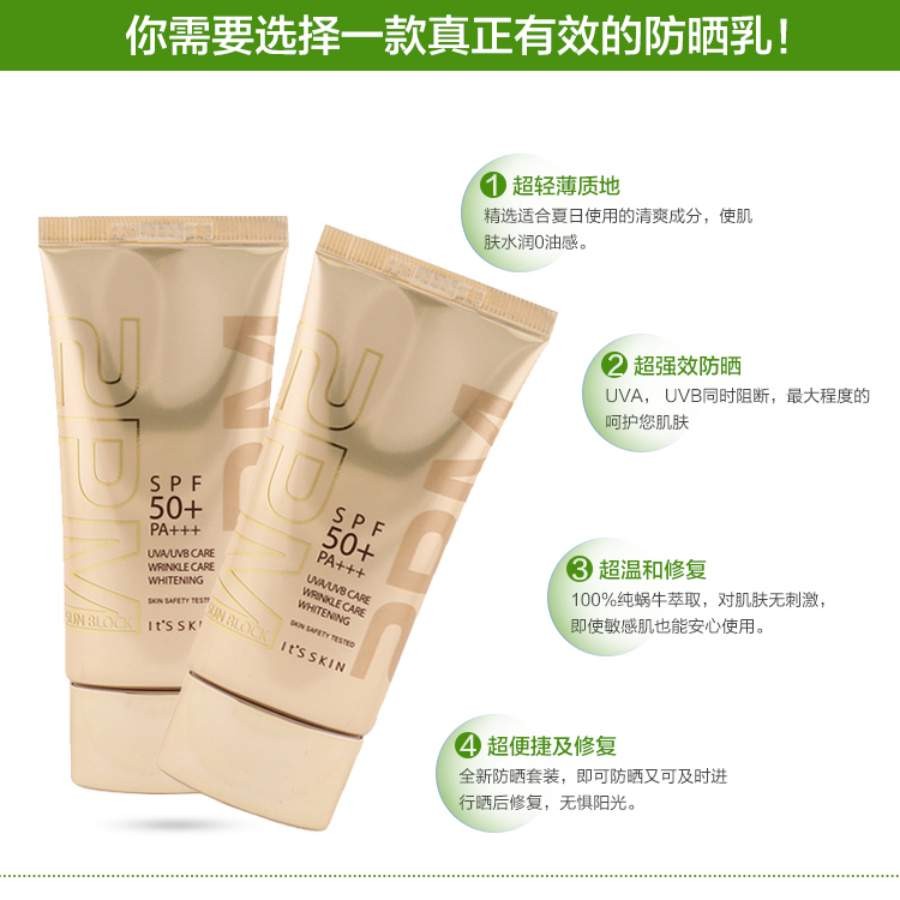 你需要选择一款真正有效的防晒乳！
1 超轻薄质地
精选适合夏日使用的清爽成分，使肌
肤水润0油感。
2 超强效防晒
UVA， UVB同时阻断，最大程度的
呵护您肌肤
3 超温和修复
100%纯蜗牛萃取，对肌肤无刺激，
即使敏感肌也能安心使用。
4 超便捷及修复
全新防晒套装，即可防晒又可及时进
行晒后修复，无惧阳光。
SPF
50+
PA+++
UVA/UVB CARE
WRINKLE CARE
WHITENING
SKIN SAFETY TESTED
It'S SKIN
SUN BLOCK
SPF
50+
PA+++
UVA/UVB CARE
WRINKLE CARE
WHITENING
SKIN SAFETY TESTED
It'S SKIN
SUN BLOCK